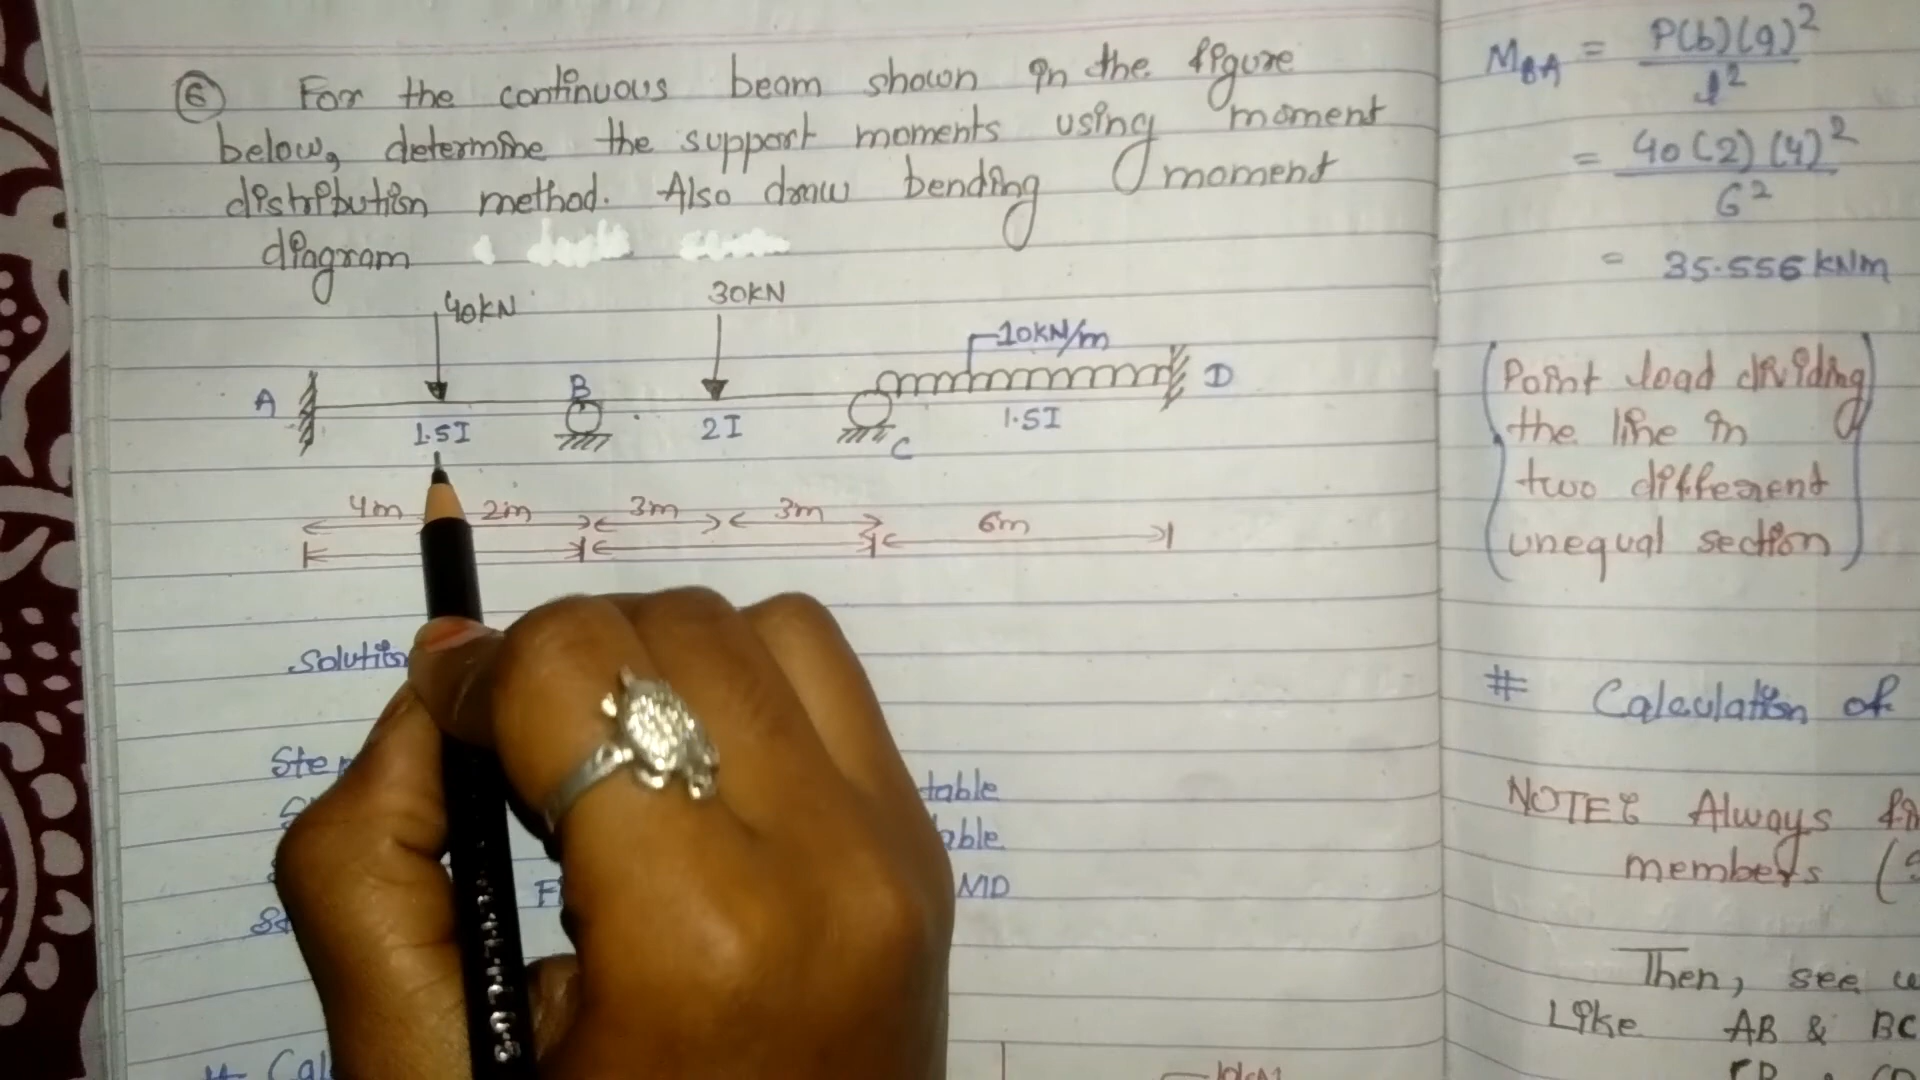 6 For the continuous beam shown in the figure
below, determine the support moments using moment
distribution method. Also draw bending moment
diagram
40kN
30kN
10kN/m
A
B
C
D
1.5I
2I
1.5I
4m
2m
3m
3m
6m
Solution
Step
table
table
MD
MBA = P(b)(a)²
l²
= 40(2)(4)²
6²
= 35.556 kNm
(Point load dividing
the line in
two different
unequal section)
# Calculation of
NOTE: Always
members
Then, see
Like AB & BC